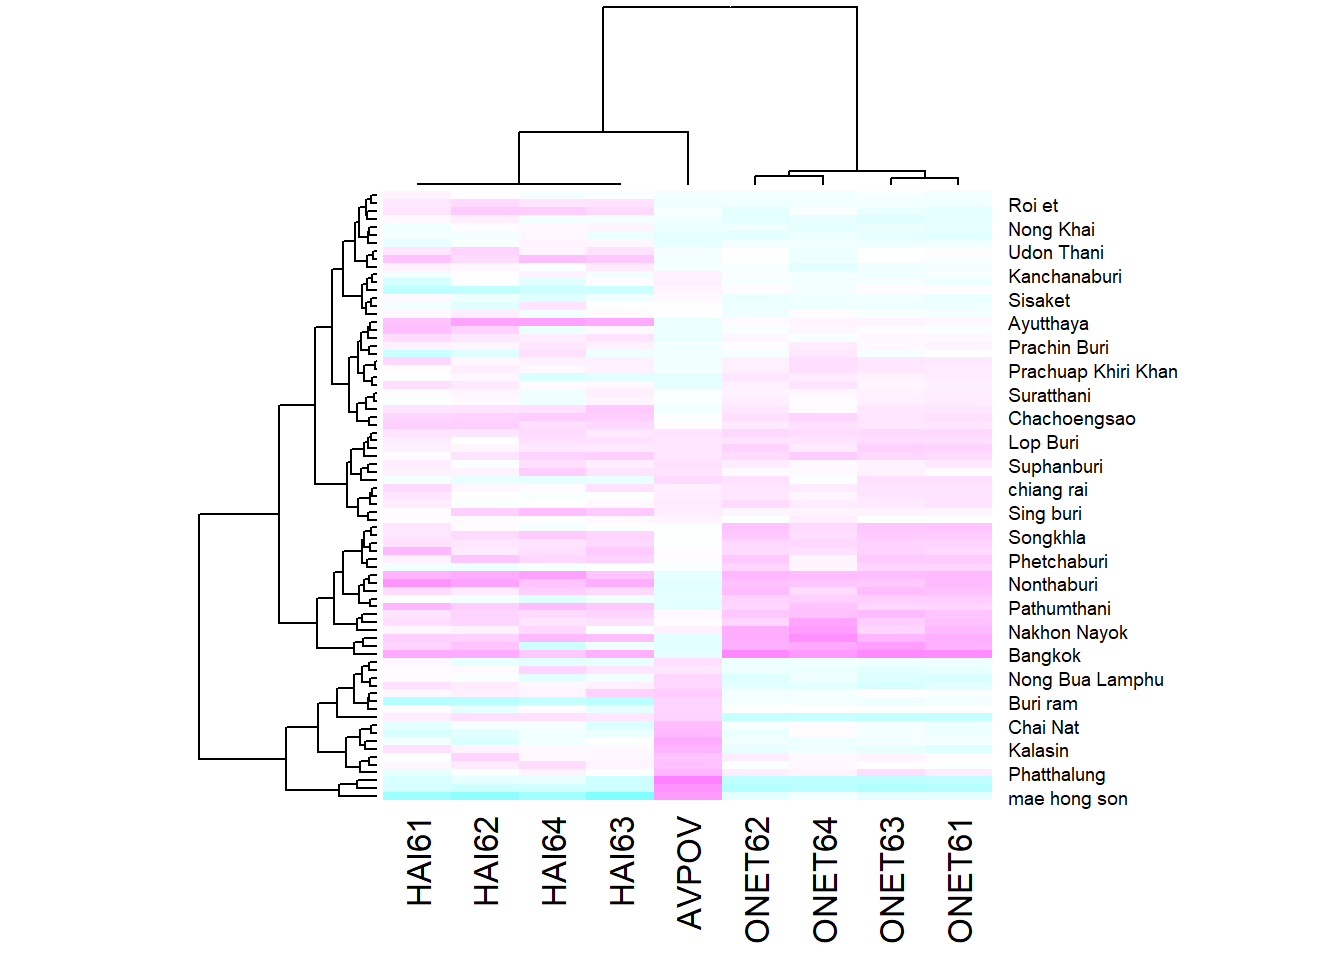 Roi et
Nong Khai
Udon Thani
Kanchanaburi
Sisaket
Ayutthaya
Prachin Buri
Prachuap Khiri Khan
Suratthani
Chachoengsao
Lop Buri
Suphanburi
chiang rai
Sing buri
Songkhla
Phetchaburi
Nonthaburi
Pathumthani
Nakhon Nayok
Bangkok
Nong Bua Lamphu
Buri ram
Chai Nat
Kalasin
Phatthalung
mae hong son
HAI61
HAI62
HAI64
HAI63
AVPOV
ONET62
ONET64
ONET63
ONET61